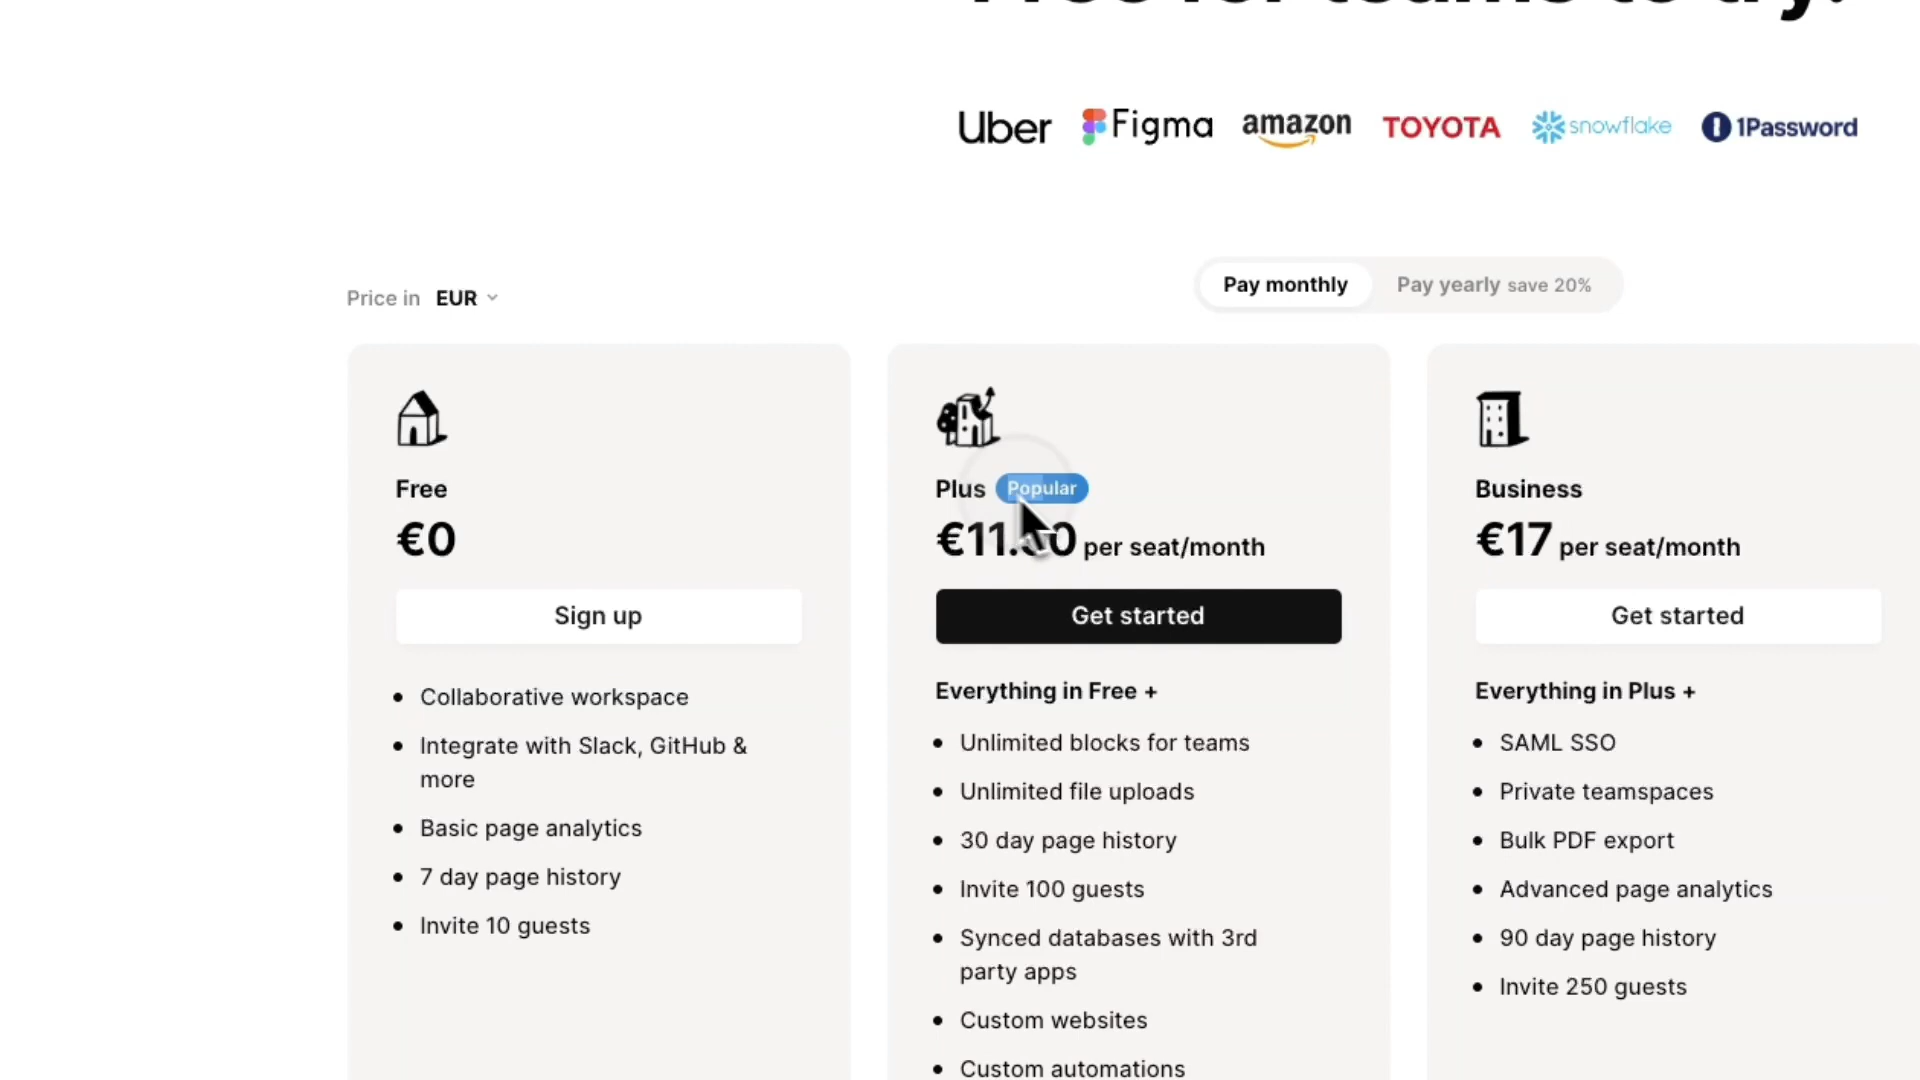 Free for teams to try.
Uber Figma amazon TOYOTA snowflake 1Password
Price in EUR
Pay monthly Pay yearly save 20%
Free
€0
Sign up
Collaborative workspace
Integrate with Slack, GitHub &
more
Basic page analytics
7 day page history
Invite 10 guests
Plus Popular
per seat/month
Get started
Everything in Free +
Unlimited blocks for teams
Unlimited file uploads
30 day page history
Invite 100 guests
Synced databases with 3rd
party apps
Custom websites
Custom automations
Business
€17 per seat/month
Get started
Everything in Plus +
SAML SSO
Private teamspaces
Bulk PDF export
Advanced page analytics
90 day page history
Invite 250 guests